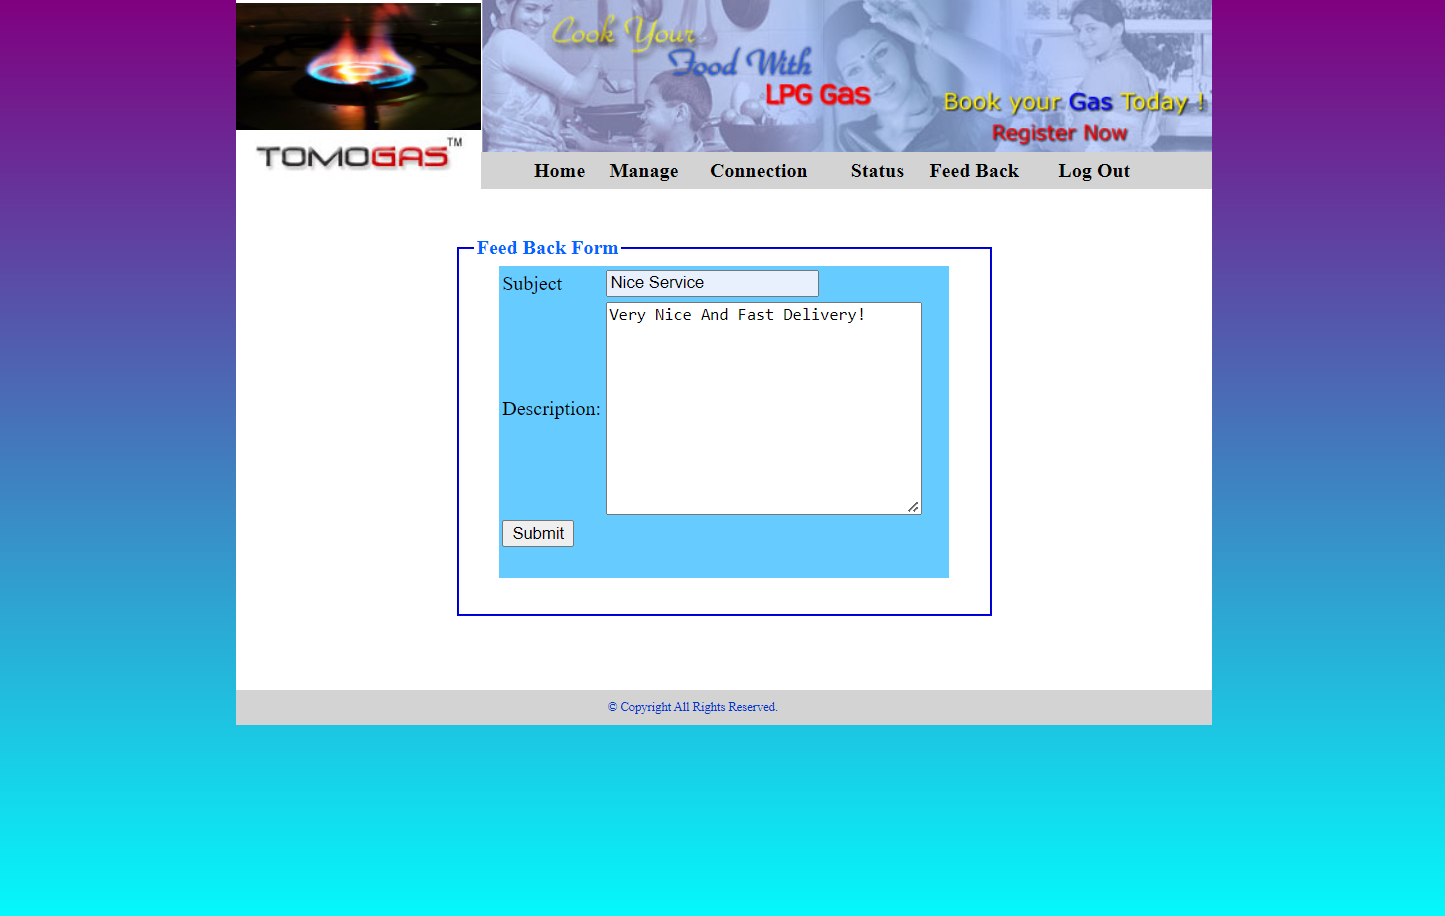 Cook Your
Food With
LPG Gas
Book your Gas Today !
Register Now
TOMOGAS™
Home Manage Connection Status Feed Back Log Out
Feed Back Form
Subject Nice Service
Description: Very Nice And Fast Delivery!
Submit
© Copyright All Rights Reserved.